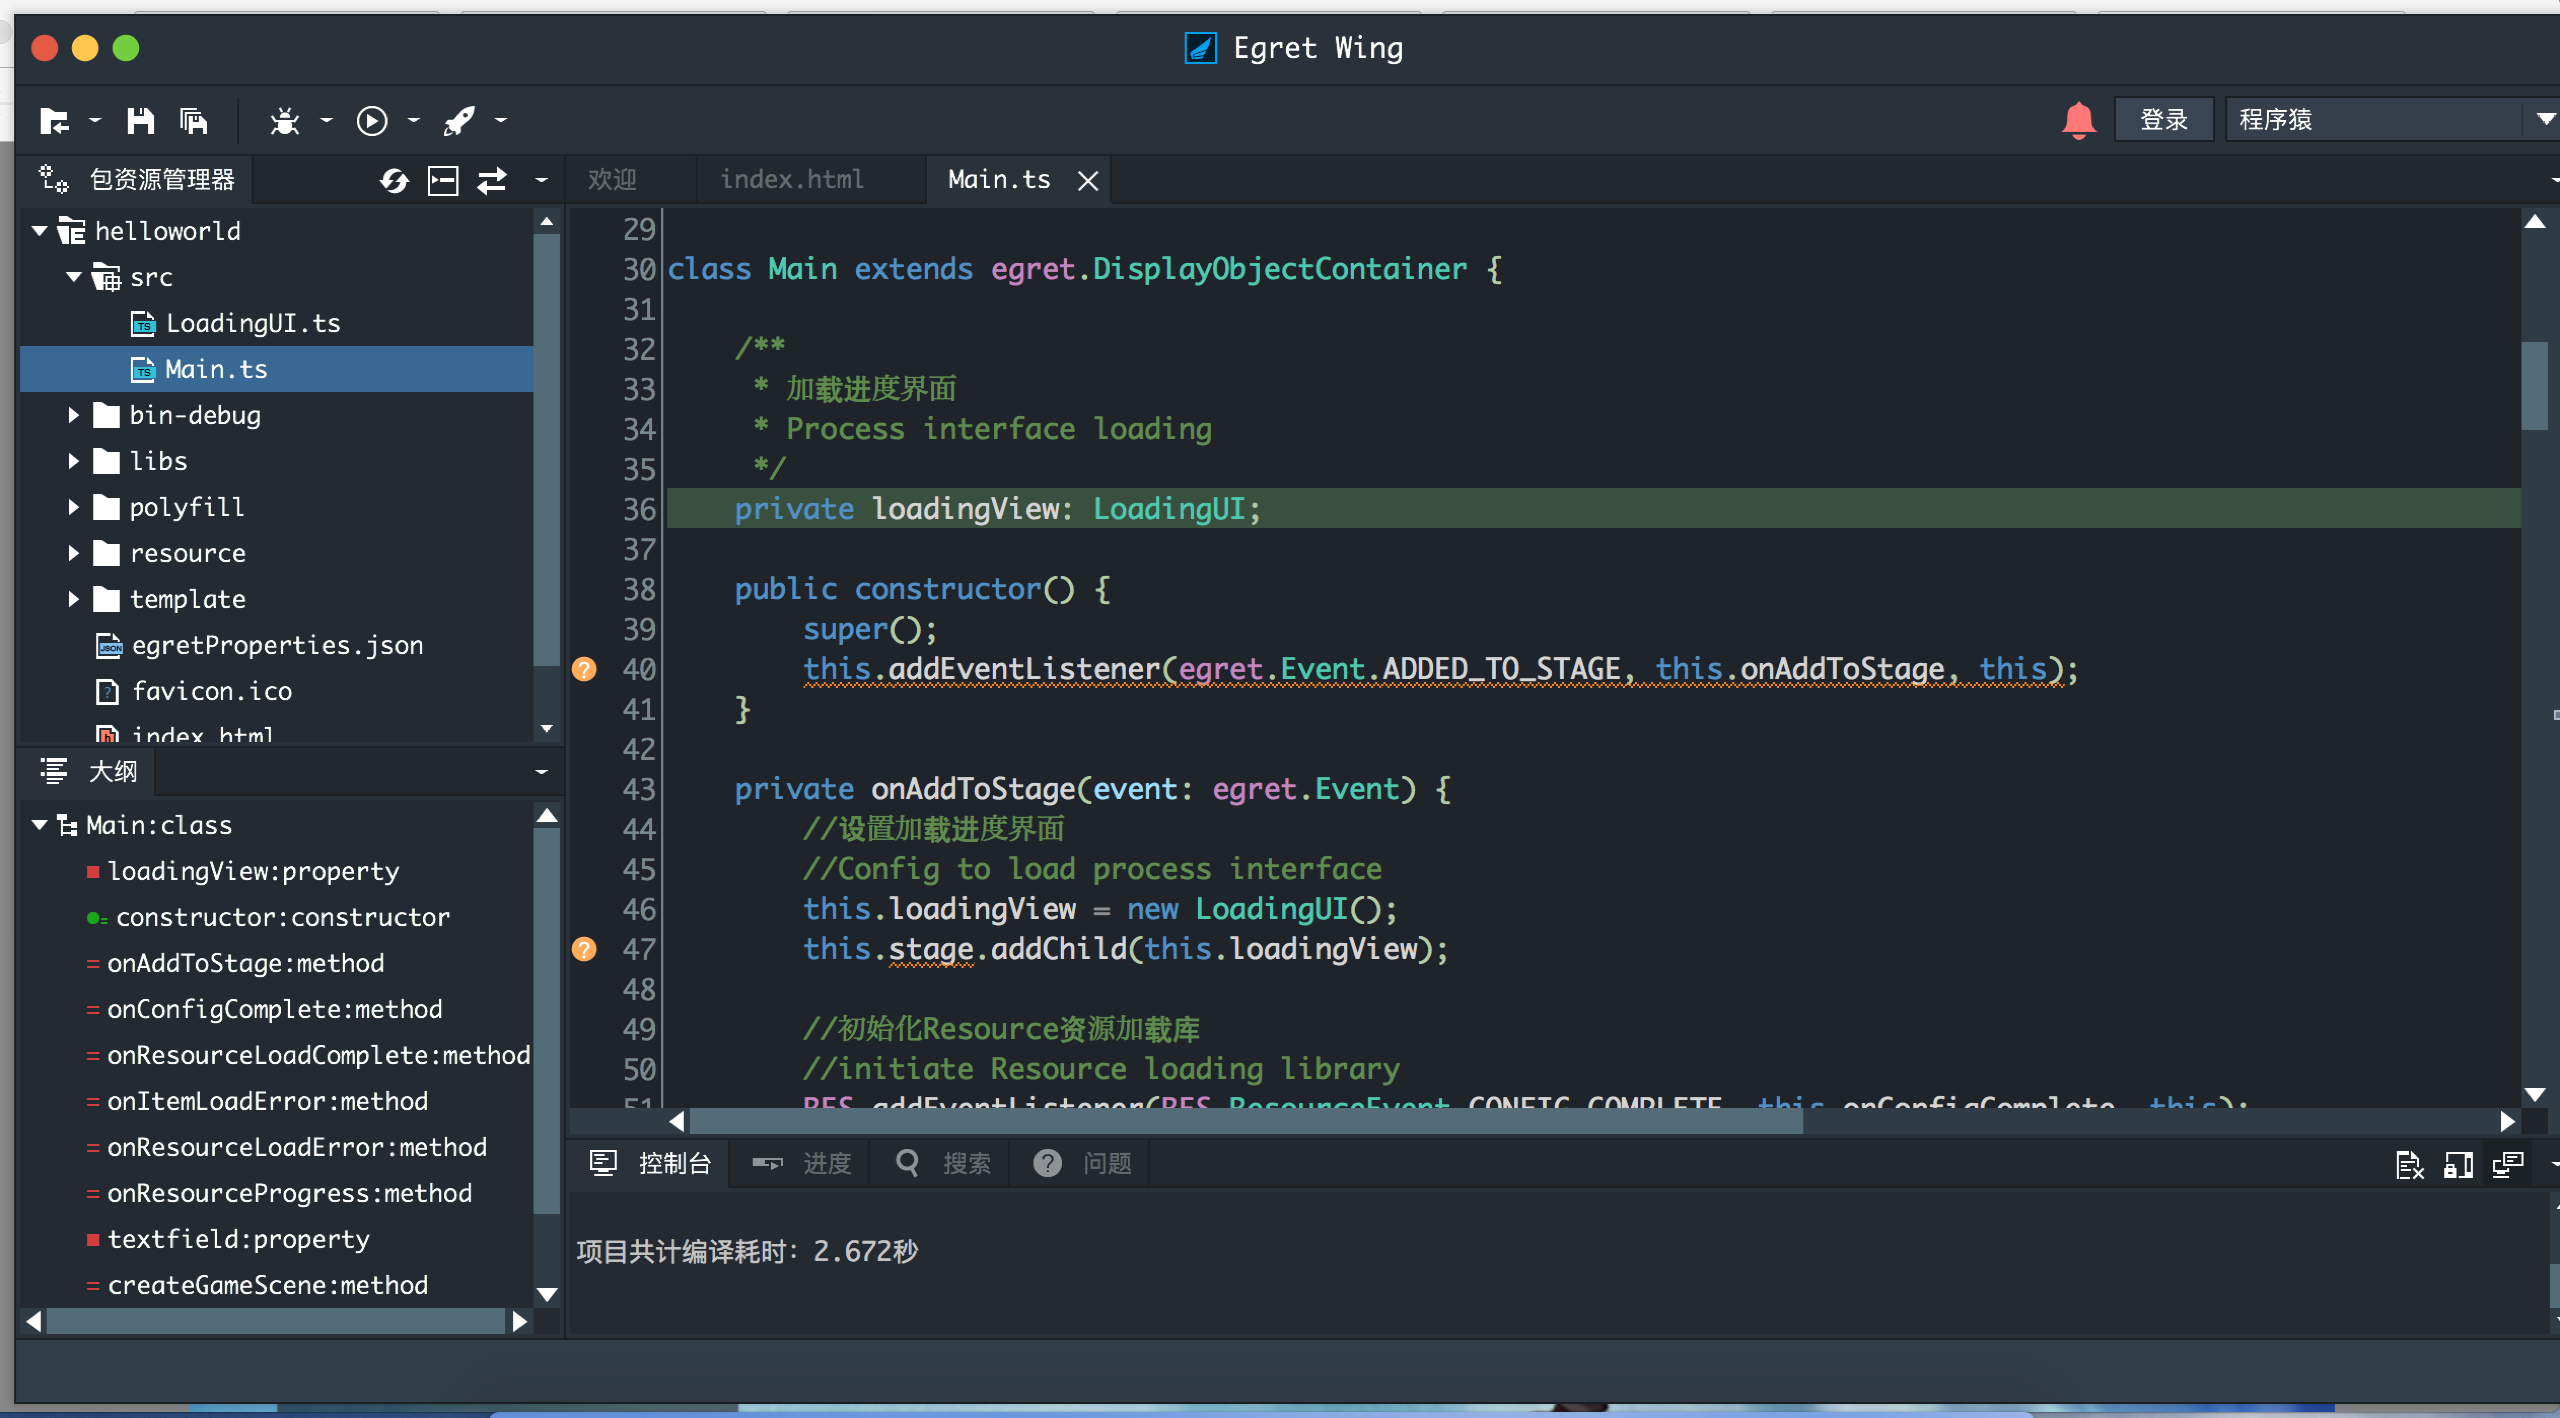 Egret Wing
登录
程序猿
包资源管理器
欢迎
index.html
Main.ts
helloworld
src
LoadingUI.ts
Main.ts
bin-debug
libs
polyfill
resource
template
egretProperties.json
favicon.ico
index.html
大纲
Main:class
loadingView:property
constructor:constructor
onAddToStage:method
onConfigComplete:method
onResourceLoadComplete:method
onItemLoadError:method
onResourceLoadError:method
onResourceProgress:method
textfield:property
createGameScene:method
29
30 class Main extends egret.DisplayObjectContainer {
31
32 /**
33 * 加载进度界面
34 * Process interface loading
35 */
36 private loadingView: LoadingUI;
37
38 public constructor() {
39 super();
40 this.addEventListener(egret.Event.ADDED_TO_STAGE, this.onAddToStage, this);
41 }
42
43 private onAddToStage(event: egret.Event) {
44 //设置加载进度界面
45 //Config to load process interface
46 this.loadingView = new LoadingUI();
47 this.stage.addChild(this.loadingView);
48
49 //初始化Resource资源加载库
50 //initiate Resource loading library
51 RES.addEventListener(RES.ResourceEvent.CONFIG_COMPLETE, this.onConfigComplete, this);
控制台
进度
搜索
问题
项目共计编译耗时: 2.672秒